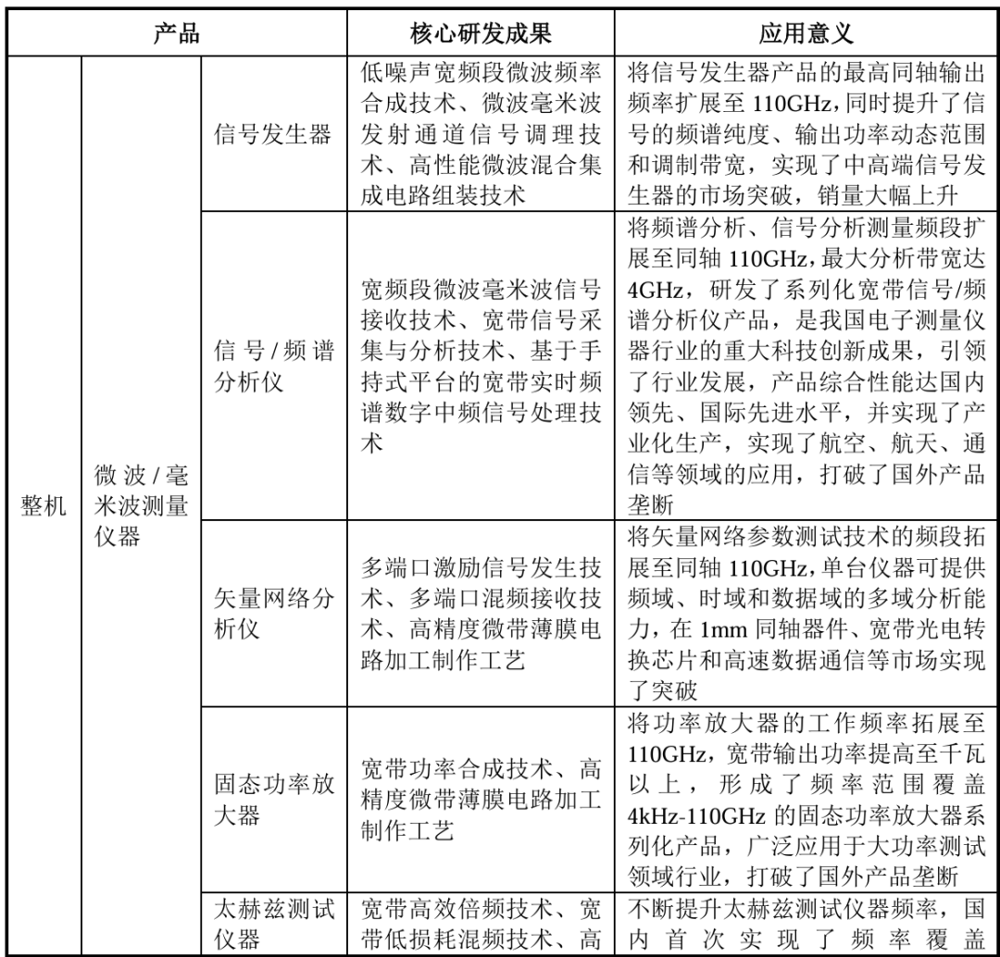 产品 核心研发成果 应用意义
整机
微波/毫
米波测量
仪器
信号发生器
低噪声宽频段微波频率
合成技术、微波毫米波
发射通道信号调理技
术、高性能微波混合集
成电路组装技术
将信号发生器产品的最高同轴输出
频率扩展至 110GHz，同时提升了信
号的频谱纯度、输出功率动态范围
和调制带宽，实现了中高端信号发
生器的市场突破，销量大幅上升
信号/频谱
分析仪
宽频段微波毫米波信号
接收技术、宽带信号采
集与分析技术、基于手
持式平台的宽带实时频
谱数字中频信号处理技
术
将频谱分析、信号分析测量频段扩
展至同轴 110GHz，最大分析带宽达
4GHz，研发了系列化宽带信号/频
谱分析仪产品，是我国电子测量仪
器行业的重大科技创新成果，引领
了行业发展，产品综合性能达国内
领先、国际先进水平，并实现了产
业化生产，实现了航空、航天、通
信等领域的应用，打破了国外产品
垄断
矢量网络分
析仪
多端口激励信号发生技
术、多端口混频接收技
术、高精度微带薄膜电
路加工制作工艺
将矢量网络参数测试技术的频段拓
展至同轴 110GHz，单台仪器可提供
频域、时域和数据域的多域分析能
力，在 1mm 同轴器件、宽带光电转
换芯片和高速数据通信等市场实现
了突破
固态功率放
大器
宽带功率合成技术、高
精度微带薄膜电路加工
制作工艺
将功率放大器的工作频率拓展至
110GHz，宽带输出功率提高至千瓦
以上，形成了频率范围覆盖
4kHz-110GHz 的固态功率放大器系
列化产品，广泛应用于大功率测试
领域行业，打破了国外产品垄断
太赫兹测试
仪器
宽带高效倍频技术、宽
带低损耗混频技术、高
不断提升太赫兹测试仪器频率，国
内首次实现了频率覆盖